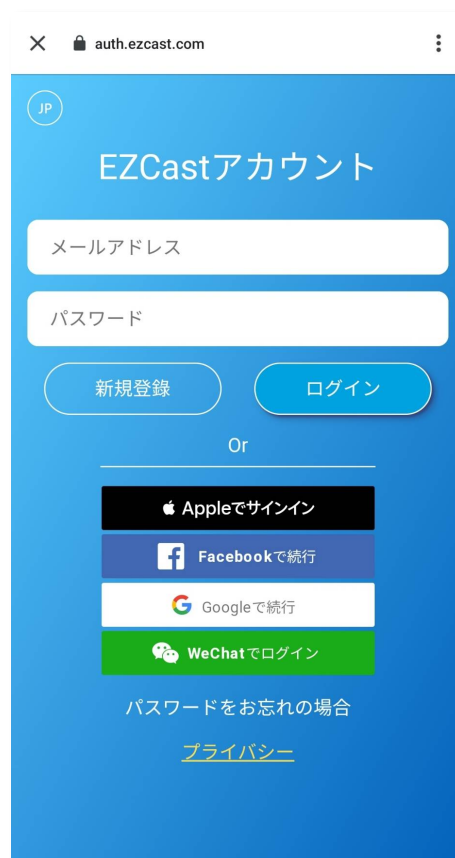 auth.ezcast.com
JP
EZCastアカウント
メールアドレス
パスワード
新規登錄
ログイン
Or
Appleでサインイン
Facebookで続行
Googleで続行
WeChatでログイン
パスワードをお忘れの場合
プライバシー